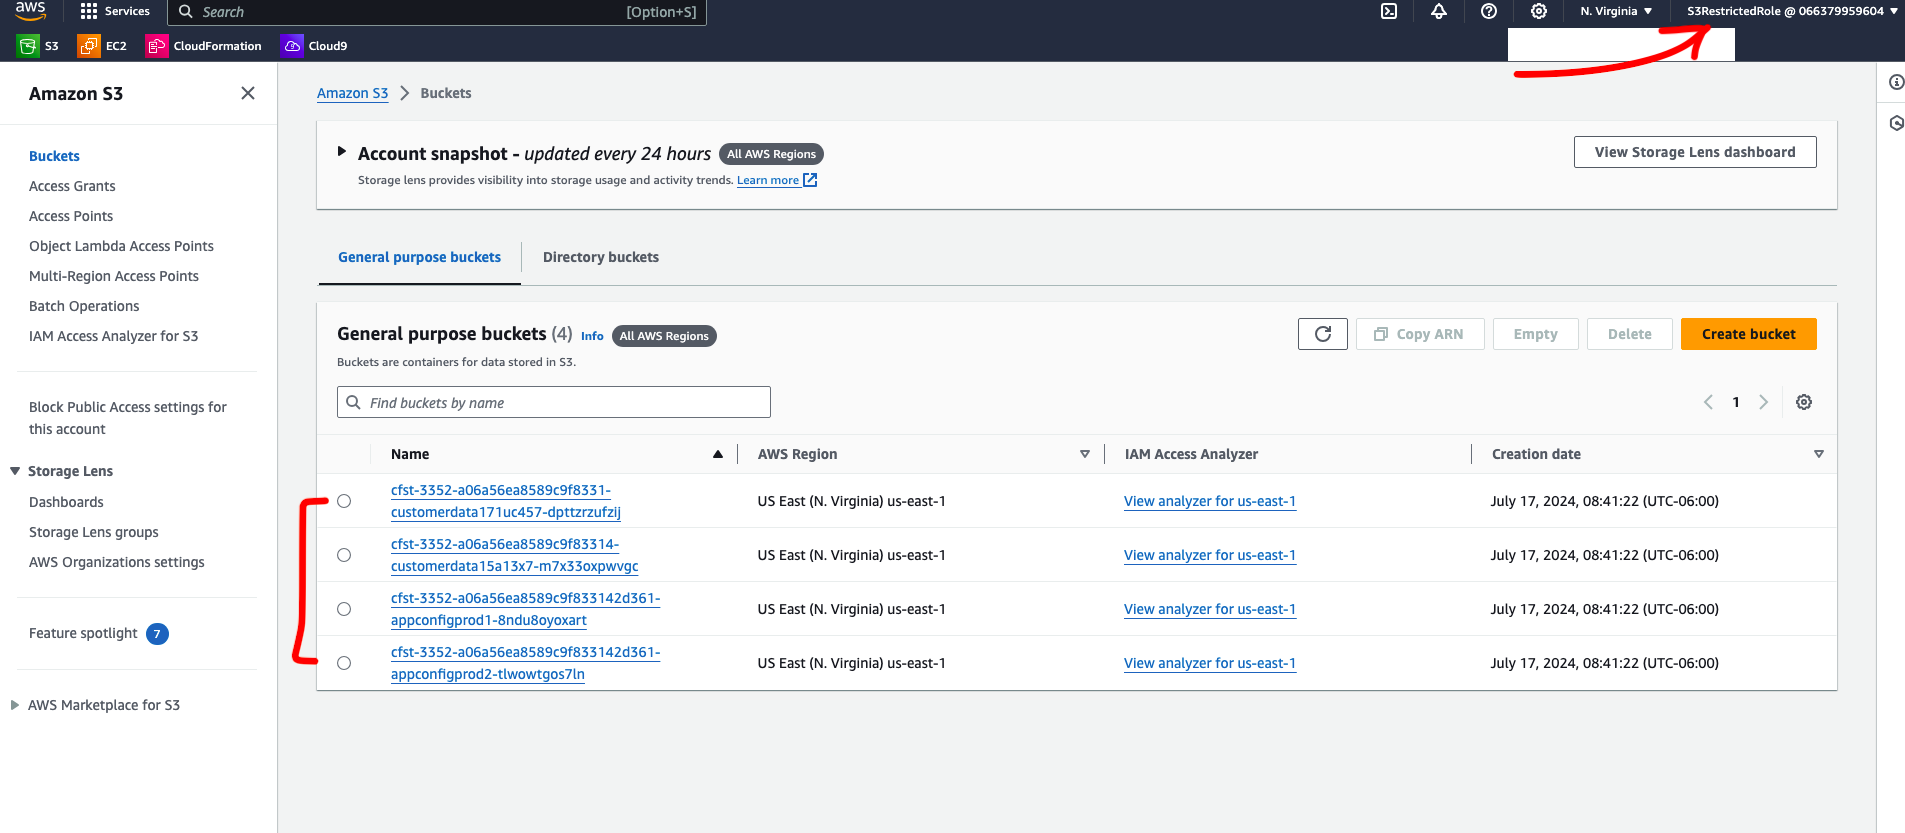 aws
Services
Search
[Option+S]
N. Virginia
S3RestrictedRole @ 066379959604
S3
EC2
CloudFormation
Cloud9
Amazon S3
Buckets
Access Grants
Access Points
Object Lambda Access Points
Multi-Region Access Points
Batch Operations
IAM Access Analyzer for S3
Block Public Access settings for
this account
Storage Lens
Dashboards
Storage Lens groups
AWS Organizations settings
Feature spotlight 7
AWS Marketplace for S3
Amazon S3 > Buckets
Account snapshot - updated every 24 hours All AWS Regions
Storage lens provides visibility into storage usage and activity trends. Learn more
View Storage Lens dashboard
General purpose buckets
Directory buckets
General purpose buckets (4) Info All AWS Regions
Buckets are containers for data stored in S3.
Copy ARN
Empty
Delete
Create bucket
Find buckets by name
1
Name AWS Region IAM Access Analyzer Creation date
cfst-3352-a06a56ea8589c9f8331-
customerdata171uc457-dpttzrzufzij
US East (N. Virginia) us-east-1
View analyzer for us-east-1
July 17, 2024, 08:41:22 (UTC-06:00)
cfst-3352-a06a56ea8589c9f83314-
customerdata15a13x7-m7x33oxpwvgc
US East (N. Virginia) us-east-1
View analyzer for us-east-1
July 17, 2024, 08:41:22 (UTC-06:00)
cfst-3352-a06a56ea8589c9f833142d361-
appconfigprod1-8ndu8oyoxart
US East (N. Virginia) us-east-1
View analyzer for us-east-1
July 17, 2024, 08:41:22 (UTC-06:00)
cfst-3352-a06a56ea8589c9f833142d361-
appconfigprod2-tlwowtgos7ln
US East (N. Virginia) us-east-1
View analyzer for us-east-1
July 17, 2024, 08:41:22 (UTC-06:00)